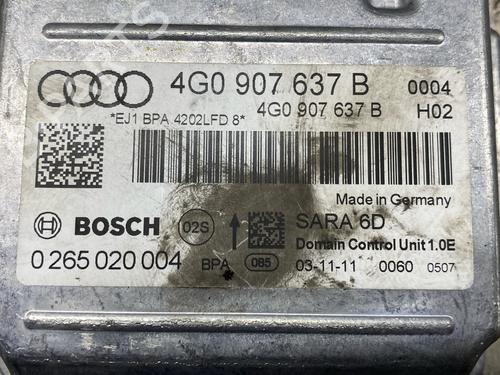 4G0 907 637 B 0004
4G0 907 637 B H02
*EJ1 BPA 4202LFD 8*
Made in Germany
BOSCH 02S SARA 6D
Domain Control Unit 1.0E
0 265 020 004 BPA 085 03-11-11 0060 0507